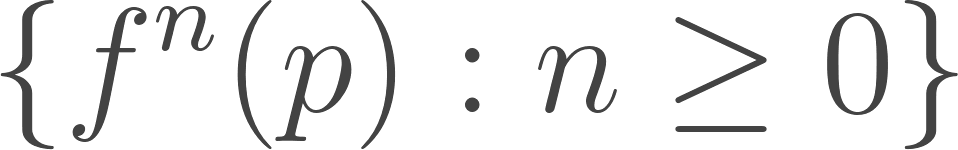 {fⁿ(p) : n ≥ 0}